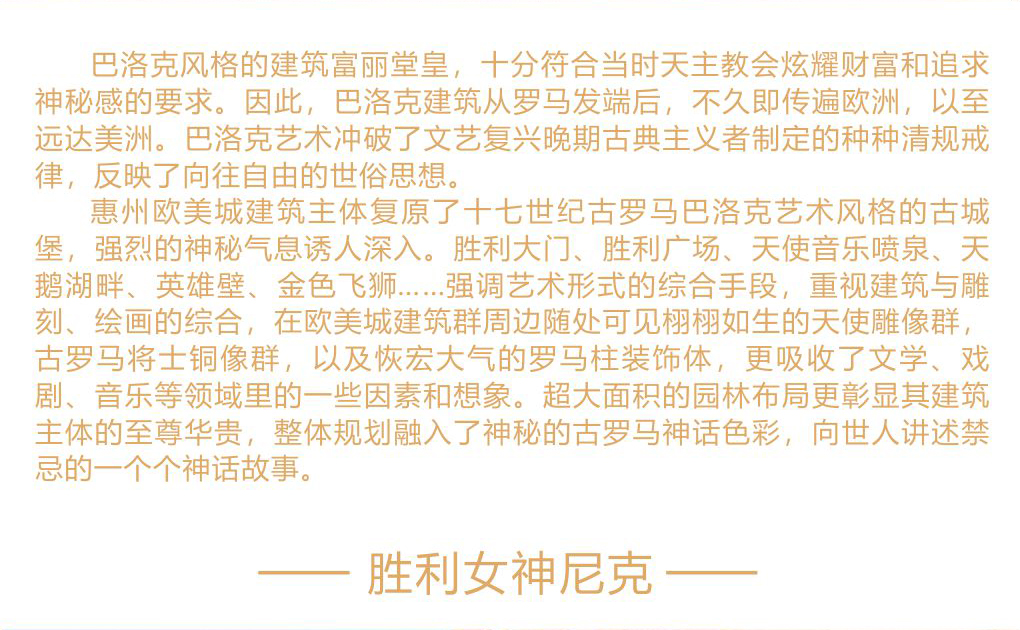 巴洛克风格的建筑富丽堂皇，十分符合当时天主教会炫耀财富和追求
神秘感的要求。因此，巴洛克建筑从罗马发端后，不久即传遍欧洲，以至
远达美洲。巴洛克艺术冲破了文艺复兴晚期古典主义者制定的种种清规戒
律，反映了向往自由的世俗思想。
惠州欧美城建筑主体复原了十七世纪古罗马巴洛克艺术风格的古城
堡，强烈的神秘气息诱人深入。胜利大门、胜利广场、天使音乐喷泉、天
鹅湖畔、英雄壁、金色飞狮……强调艺术形式的综合手段，重视建筑与雕
刻、绘画的综合，在欧美城建筑群周边随处可见栩栩如生的天使雕像群，
古罗马将士铜像群，以及恢宏大气的罗马柱装饰体，更吸收了文学、戏
剧、音乐等领域里的一些因素和想象。超大面积的园林布局更彰显其建筑
主体的至尊华贵，整体规划融入了神秘的古罗马神话色彩，向世人讲述禁
忌的一个个神话故事。
—— 胜利女神尼克 ——